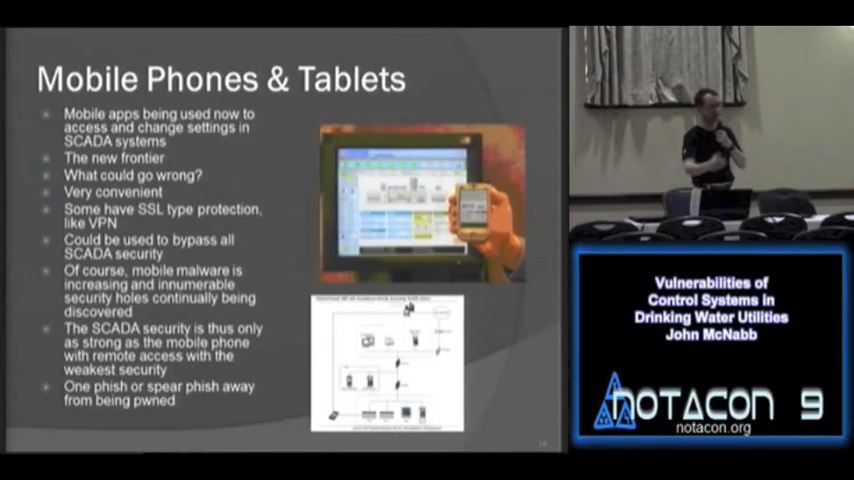 Mobile Phones & Tablets
Mobile apps being used now to
access and change settings in
SCADA systems
The new frontier
What could go wrong?
Very convenient
Some have SSL type protection,
like VPN
Could be used to bypass all
SCADA security
Of course, mobile malware is
increasing and innumerable
security holes continually being
discovered
The SCADA security is thus only
as strong as the mobile phone
with remote access with the
weakest security
One phish or spear phish away
from being pwned
Vulnerabilities of
Control Systems in
Drinking Water Utilities
John McNabb
NOTACON 9
notacon.org